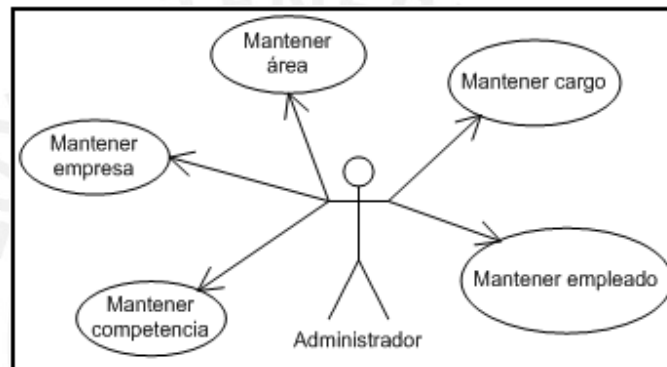 Mantener
área
Mantener cargo
Mantener
empresa
Mantener empleado
Mantener
competencia
Administrador